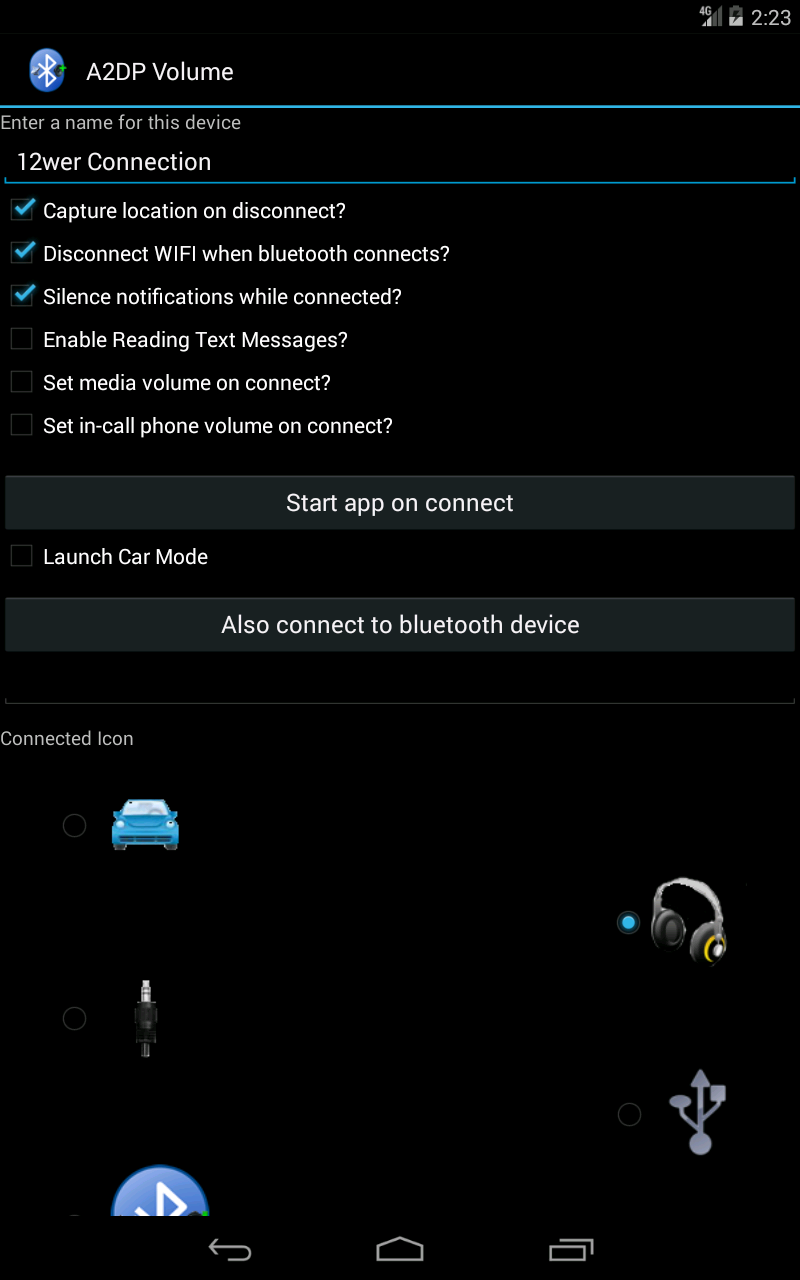 4G 2:23
A2DP Volume
Enter a name for this device
12wer Connection
Capture location on disconnect?
Disconnect WIFI when bluetooth connects?
Silence notifications while connected?
Enable Reading Text Messages?
Set media volume on connect?
Set in-call phone volume on connect?
Start app on connect
Launch Car Mode
Also connect to bluetooth device
Connected Icon